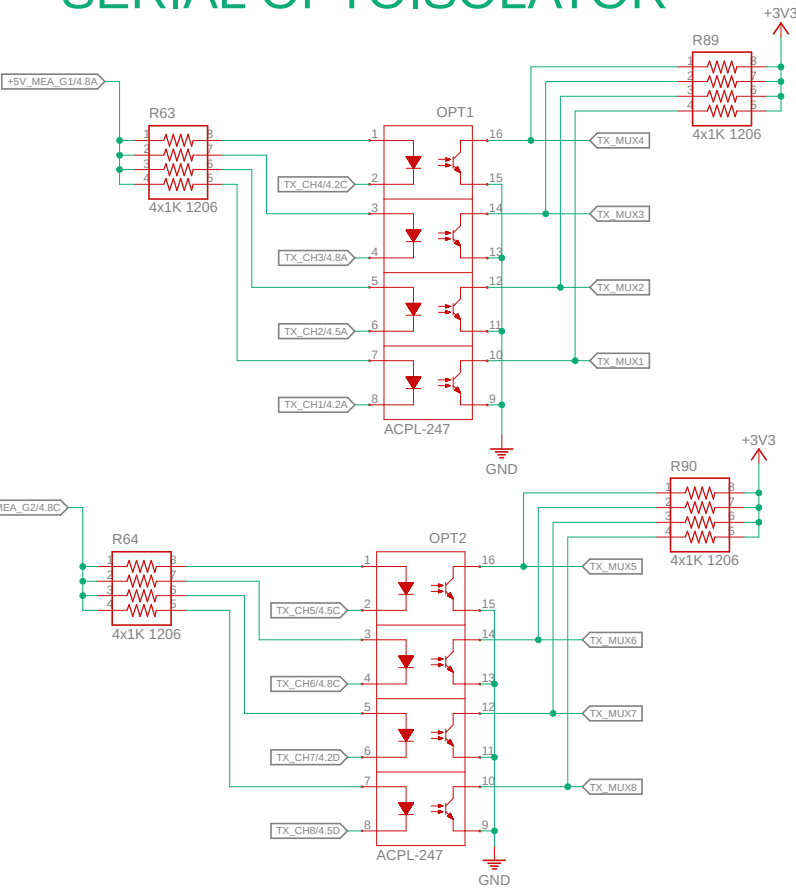 SERIAL OPTOISOLATOR
+3V3
R89
1 8
2 7
3 6
4 5
4x1K 1206
+5V_MEA_G1/4.8A
R63
1 8
2 7
3 6
4 5
4x1K 1206
OPT1
1 16
TX_MUX4
TX_CH4/4.2C
2 15
3 14
TX_MUX3
TX_CH3/4.8A
4 13
5 12
TX_MUX2
TX_CH2/4.5A
6 11
7 10
TX_MUX1
TX_CH1/4.2A
8 9
ACPL-247
GND
+3V3
R90
1 8
2 7
3 6
4 5
4x1K 1206
MEA_G2/4.8C
R64
1 8
2 7
3 6
4 5
4x1K 1206
OPT2
1 16
TX_MUX5
TX_CH5/4.5C
2 15
3 14
TX_MUX6
TX_CH6/4.8C
4 13
5 12
TX_MUX7
TX_CH7/4.2D
6 11
7 10
TX_MUX8
TX_CH8/4.5D
8 9
ACPL-247
GND